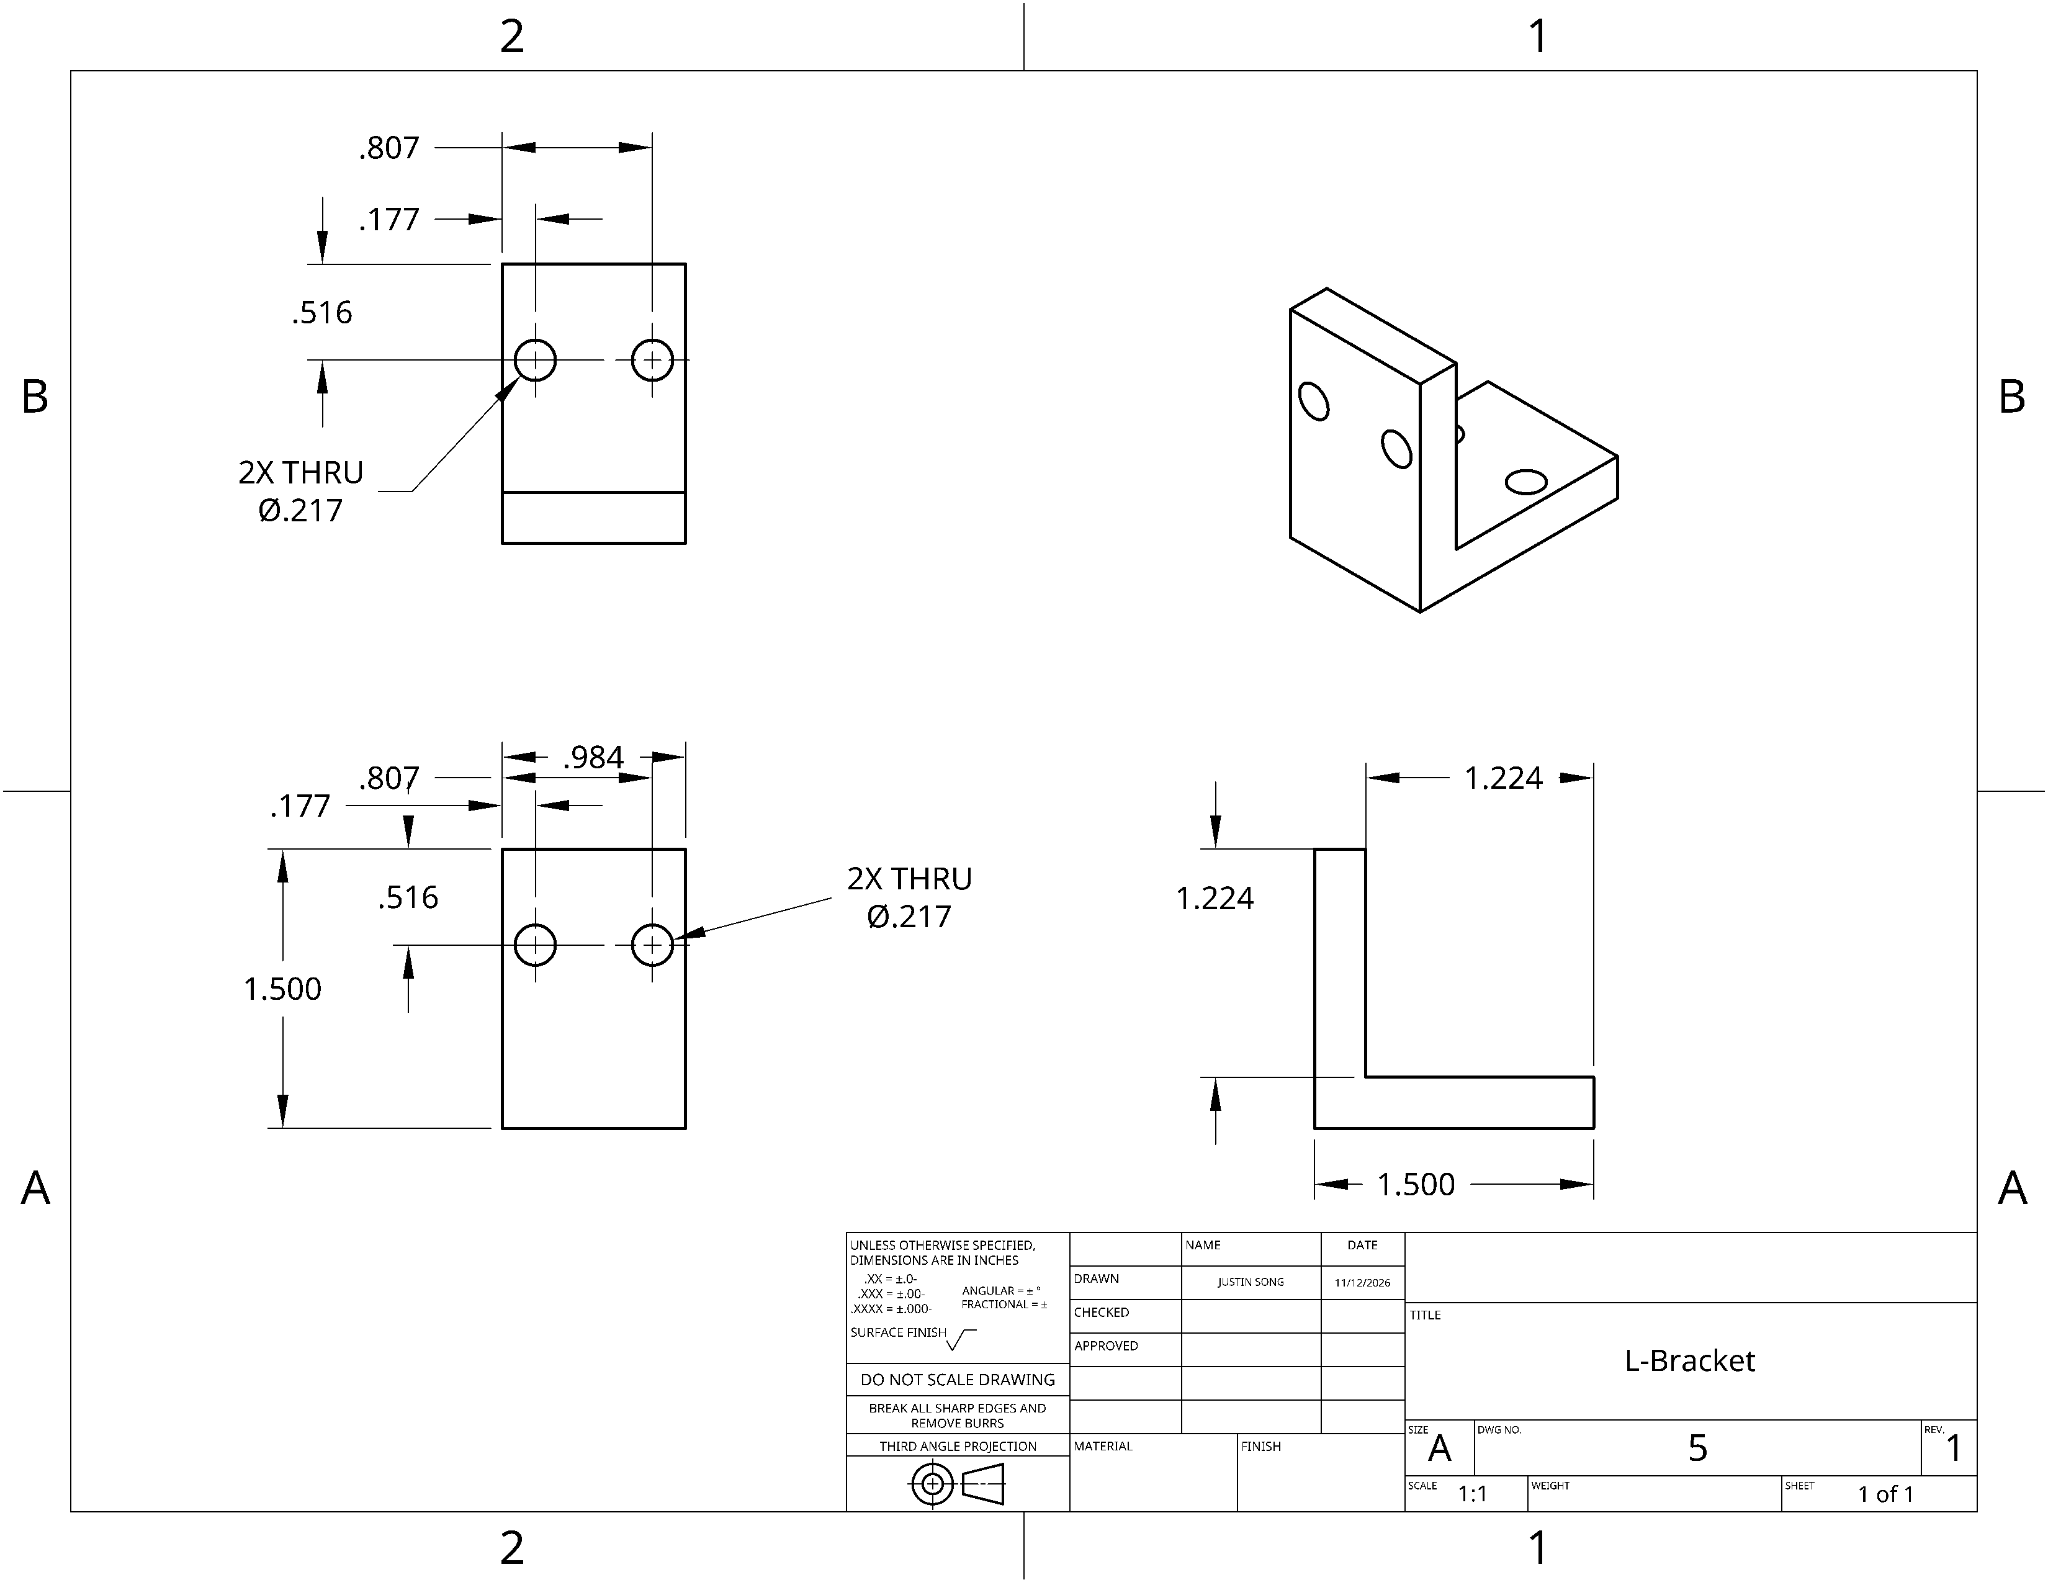 2
1
.807
.177
.516
B
B
2X THRU
Ø.217
.984
.807
.177
1.224
2X THRU
Ø.217
.516
1.224
1.500
A
1.500
A
UNLESS OTHERWISE SPECIFIED,
DIMENSIONS ARE IN INCHES
.XX = ±.0-
.XXX = ±.00-
.XXXX = ±.000-
ANGULAR = ± °
FRACTIONAL = ±
SURFACE FINISH
DO NOT SCALE DRAWING
BREAK ALL SHARP EDGES AND
REMOVE BURRS
THIRD ANGLE PROJECTION
NAME
DATE
DRAWN
JUSTIN SONG
11/12/2026
CHECKED
APPROVED
MATERIAL
FINISH
TITLE
L-Bracket
SIZE
A
DWG NO.
5
REV.
1
SCALE
1:1
WEIGHT
SHEET
1 of 1
2
1